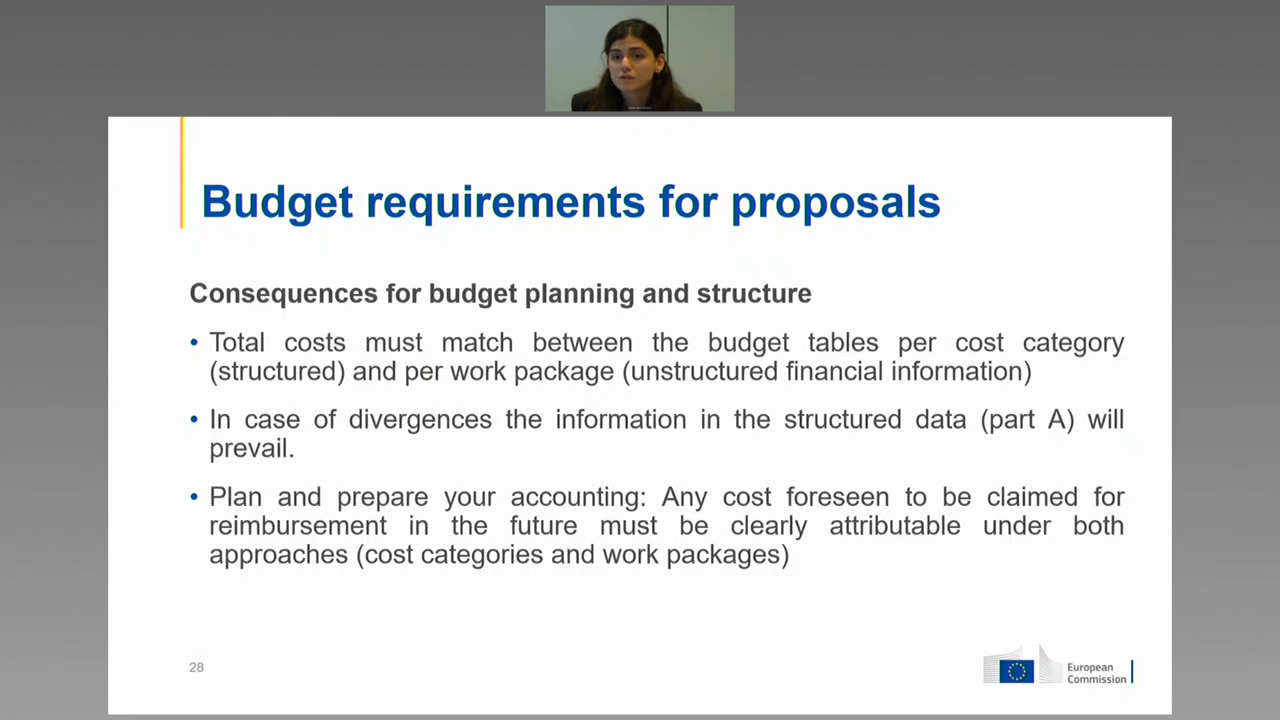 Budget requirements for proposals
Consequences for budget planning and structure
• Total costs must match between the budget tables per cost category
(structured) and per work package (unstructured financial information)
• In case of divergences the information in the structured data (part A) will
prevail.
• Plan and prepare your accounting: Any cost foreseen to be claimed for
reimbursement in the future must be clearly attributable under both
approaches (cost categories and work packages)
28
European
Commission